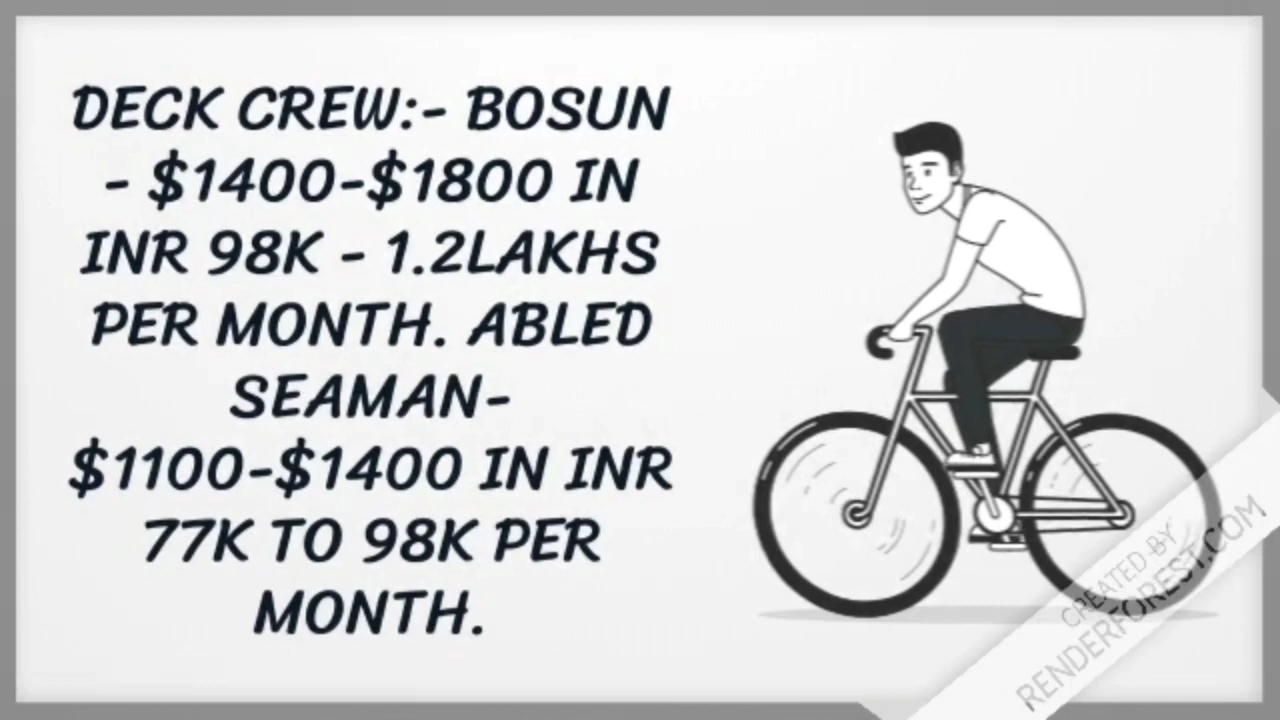 DECK CREW:- BOSUN
- $1400-$1800 IN
INR 98K - 1.2LAKHS
PER MONTH. ABLED
SEAMAN-
$1100-$1400 IN INR
77K TO 98K PER
MONTH.
CREATED BY
RENDERFOREST.COM